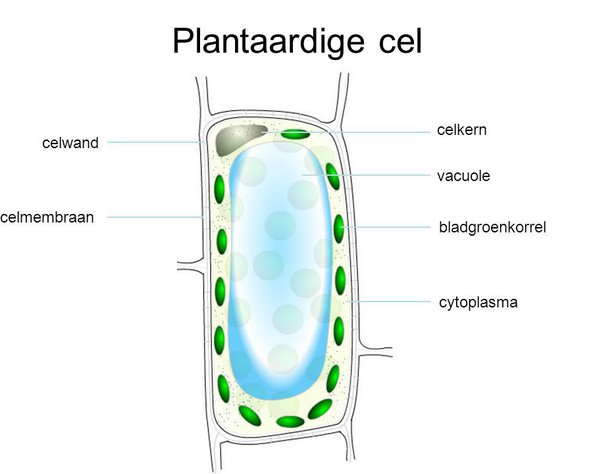 Plantaardige cel
celwand
celmembraan
celkern
vacuole
bladgroenkorrel
cytoplasma